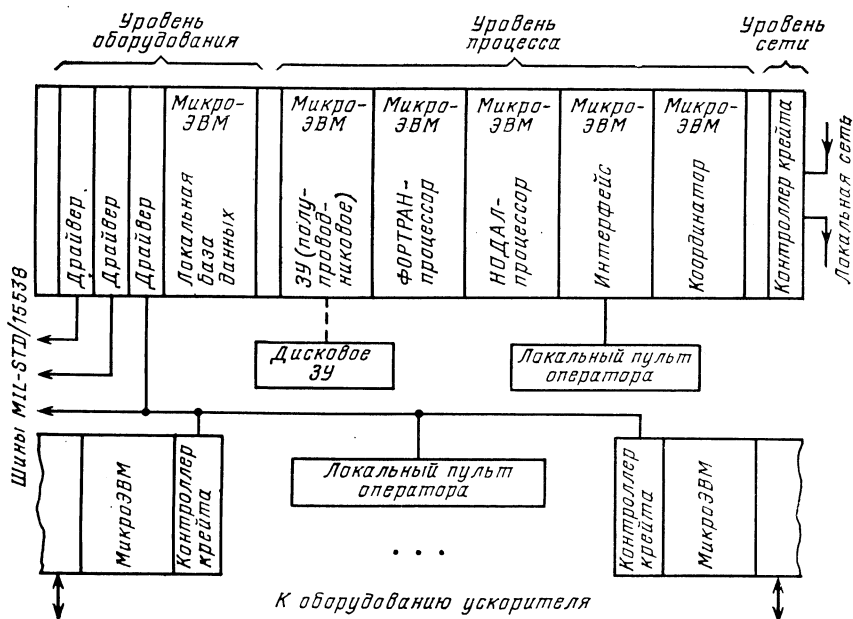 Уровень
оборудования
Уровень
процесса
Уровень
сети
Драйвер
Драйвер
Драйвер
Микро-
ЭВМ
Локальная
база
данных
Микро-
ЭВМ
ЗУ (полу-
провод-
никовое)
Микро-
ЭВМ
ФОРТРАН-
процессор
Микро-
ЭВМ
НОДАЛ-
процессор
Микро-
ЭВМ
Интерфейс
Микро-
ЭВМ
Координатор
Контроллер крейта
Локальная сеть
Шины MIL-STD/15538
Дисковое
ЗУ
Локальный пульт
оператора
МикроЭВМ
Контроллер
крейта
Локальный пульт
оператора
...
Контроллер
крейта
МикроЭВМ
К оборудованию ускорителя